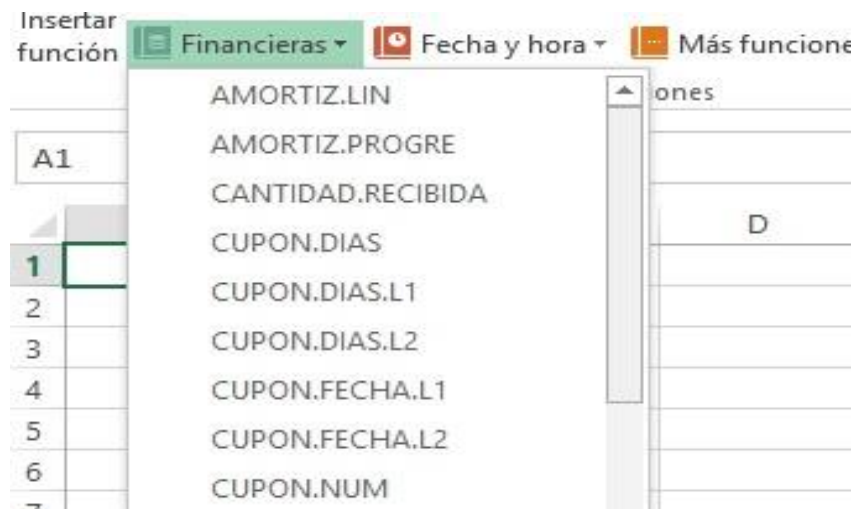 Insertar
función Financieras Fecha y hora Más funcione
ones
AMORTIZ.LIN
AMORTIZ.PROGRE
CANTIDAD.RECIBIDA
CUPON.DIAS
CUPON.DIAS.L1
CUPON.DIAS.L2
CUPON.FECHA.L1
CUPON.FECHA.L2
CUPON.NUM
A1
D
1
2
3
4
5
6